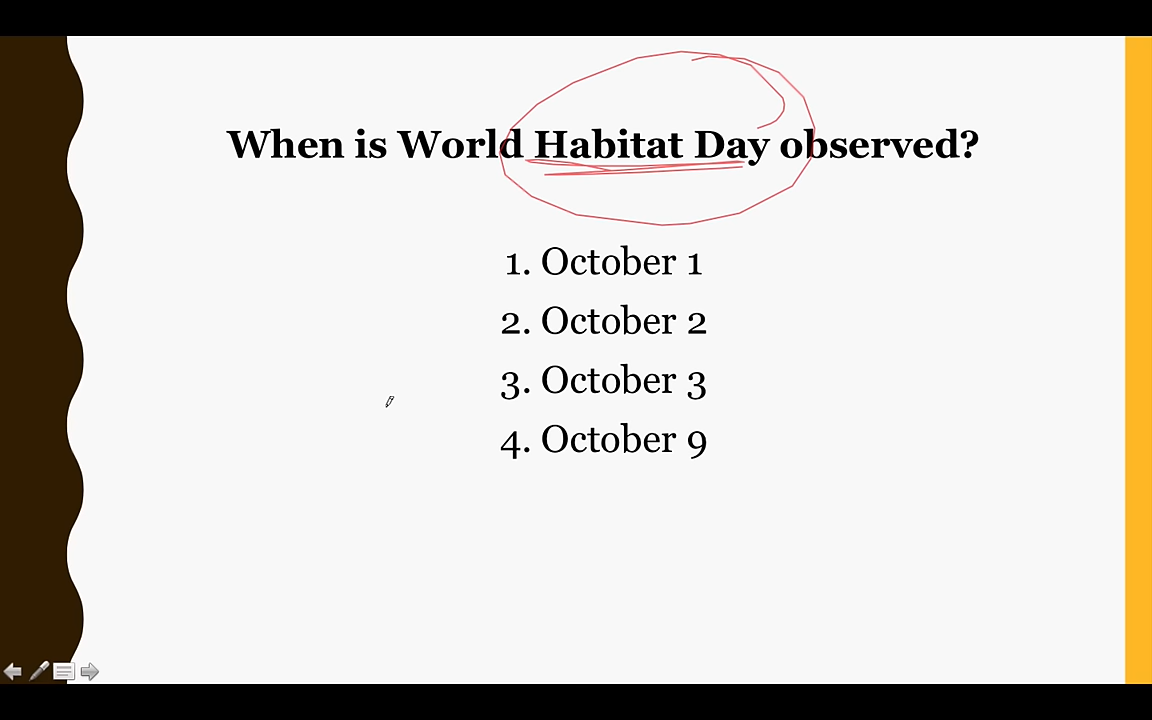 When is World Habitat Day observed?
1. October 1
2. October 2
3. October 3
4. October 9